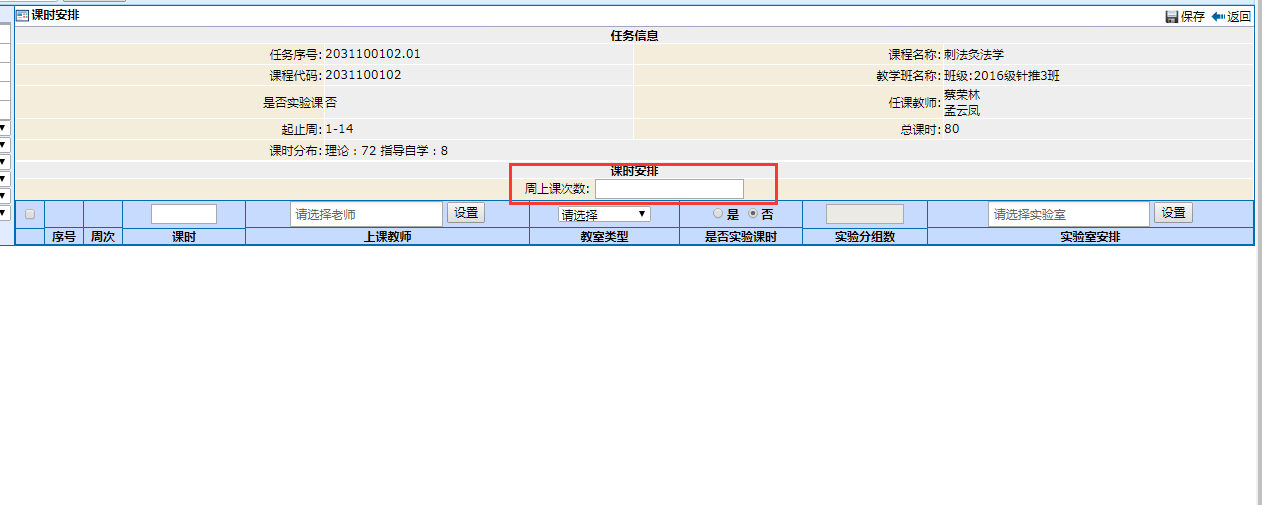 课时安排 保存 返回
任务信息
任务序号: 2031100102.01 课程名称: 刺法灸法学
课程代码: 2031100102 教学班名称: 班级:2016级针推3班
是否实验课 否 任课教师: 蔡荣林
孟云凤
起止周: 1-14 总课时: 80
课时分布: 理论：72 指导自学：8
课时安排
周上课次数:
请选择老师 设置 请选择 是 否 请选择实验室 设置
序号 周次 课时 上课教师 教室类型 是否实验课时 实验分组数 实验室安排